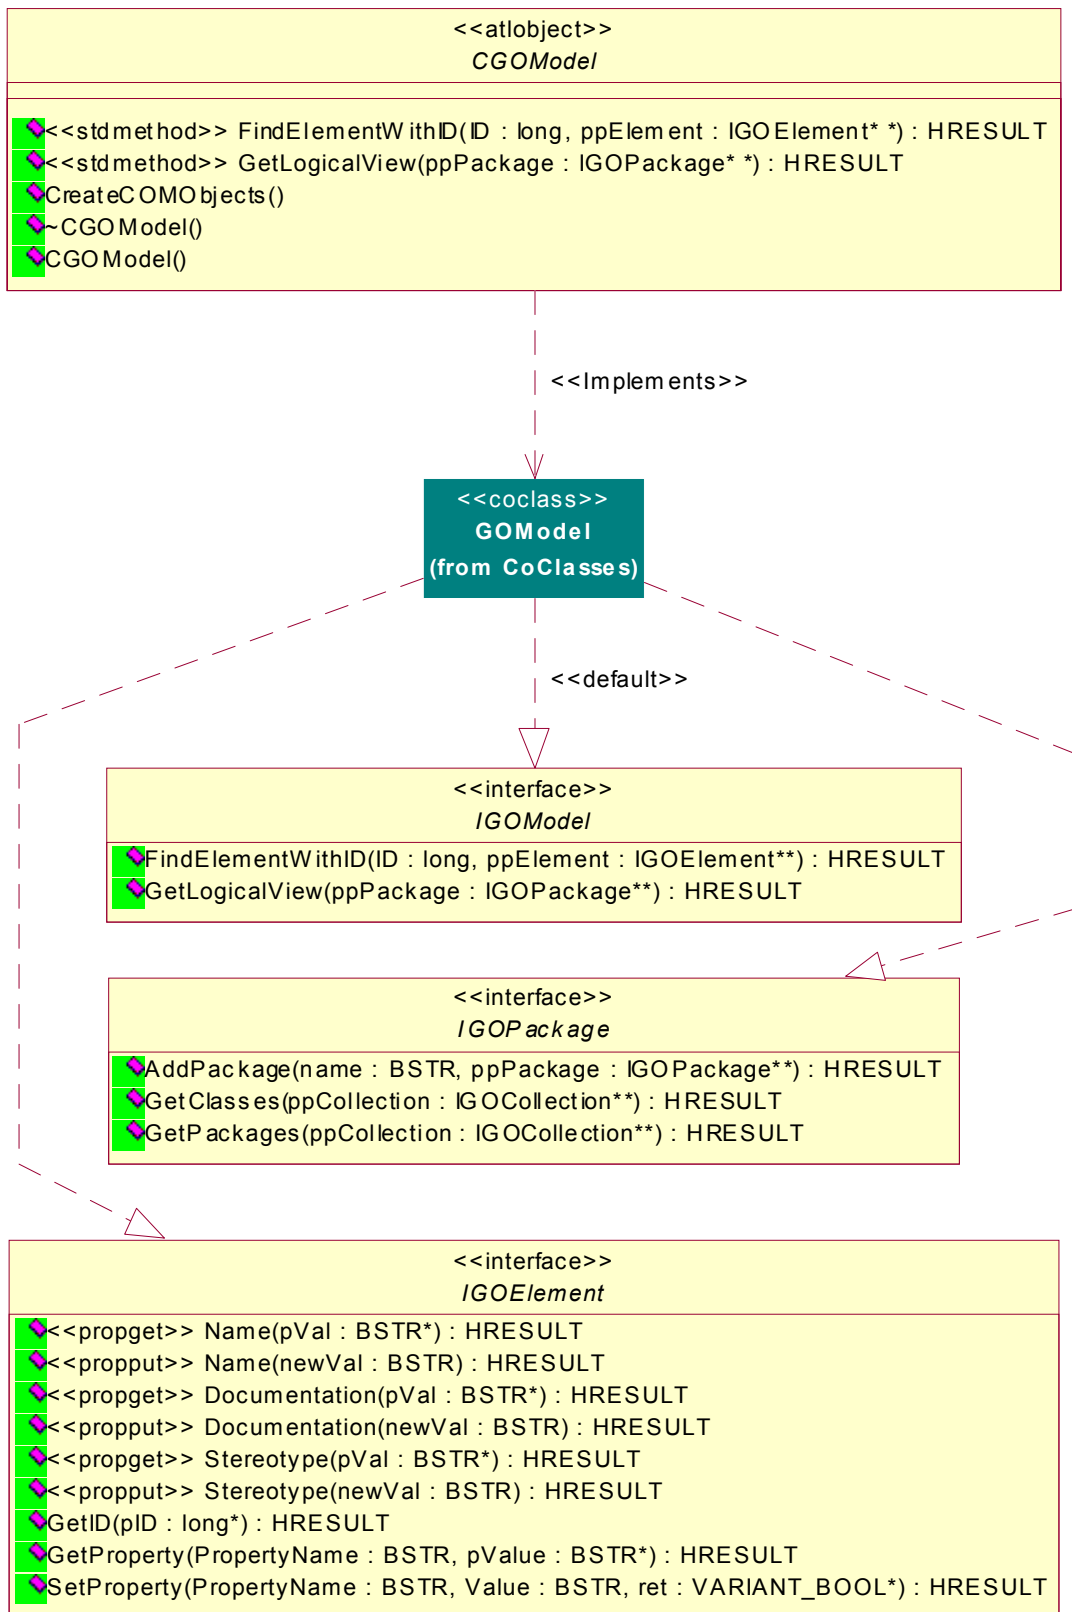 <<atlobject>>
CGOModel
<<stdmethod>> FindElementWithID(ID : long, ppElement : IGOElement* *) : HRESULT
<<stdmethod>> GetLogicalView(ppPackage : IGOPackage* *) : HRESULT
CreateCOMObjects()
~CGOModel()
CGOModel()
<<Implements>>
<<coclass>>
GOModel
(from CoClasses)
<<default>>
<<interface>>
IGOModel
FindElementWithID(ID : long, ppElement : IGOElement**) : HRESULT
GetLogicalView(ppPackage : IGOPackage**) : HRESULT
<<interface>>
IGOPackage
AddPackage(name : BSTR, ppPackage : IGOPackage**) : HRESULT
GetClasses(ppCollection : IGOCollection**) : HRESULT
GetPackages(ppCollection : IGOCollection**) : HRESULT
<<interface>>
IGOElement
<<propget>> Name(pVal : BSTR*) : HRESULT
<<propput>> Name(newVal : BSTR) : HRESULT
<<propget>> Documentation(pVal : BSTR*) : HRESULT
<<propput>> Documentation(newVal : BSTR) : HRESULT
<<propget>> Stereotype(pVal : BSTR*) : HRESULT
<<propput>> Stereotype(newVal : BSTR) : HRESULT
GetID(pID : long*) : HRESULT
GetProperty(PropertyName : BSTR, pValue : BSTR*) : HRESULT
SetProperty(PropertyName : BSTR, Value : BSTR, ret : VARIANT_BOOL*) : HRESULT